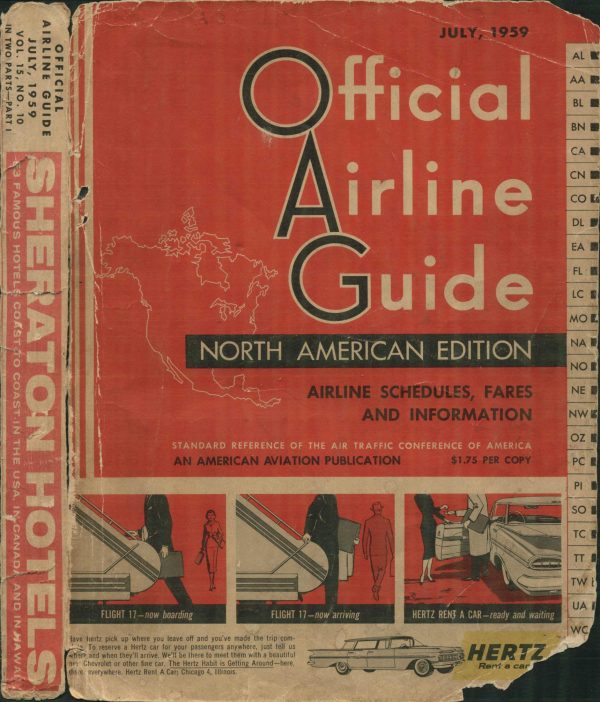 OFFICIAL
AIRLINE GUIDE
JULY, 1959
VOL. 15, NO. 10
IN TWO PARTS—PART I
SHERATON HOTELS
53 FAMOUS HOTELS COAST TO COAST IN THE USA, IN CANADA AND IN HAWAII
JULY, 1959
Official
Airline
Guide
NORTH AMERICAN EDITION
AIRLINE SCHEDULES, FARES
AND INFORMATION
STANDARD REFERENCE OF THE AIR TRAFFIC CONFERENCE OF AMERICA
AN AMERICAN AVIATION PUBLICATION $1.75 PER COPY
AL
AA
BL
BN
CA
CN
CO
DL
EA
FL
LC
MO
NA
NO
NE
NW
OZ
PC
PI
SO
TC
TT
TW
UA
WC
FLIGHT 17—now boarding
FLIGHT 17—now arriving
HERTZ RENT A CAR—ready and waiting
Have Hertz pick up where you leave off and you've made the trip com-
To reserve a Hertz car for your passengers anywhere, just tell us
where and when they'll arrive. We'll be there to meet them with a beautiful
Chevrolet or other fine car. The Hertz Habit is Getting Around—here,
there, everywhere. Hertz Rent A Car, Chicago 4, Illinois.
HERTZ
Rent a car